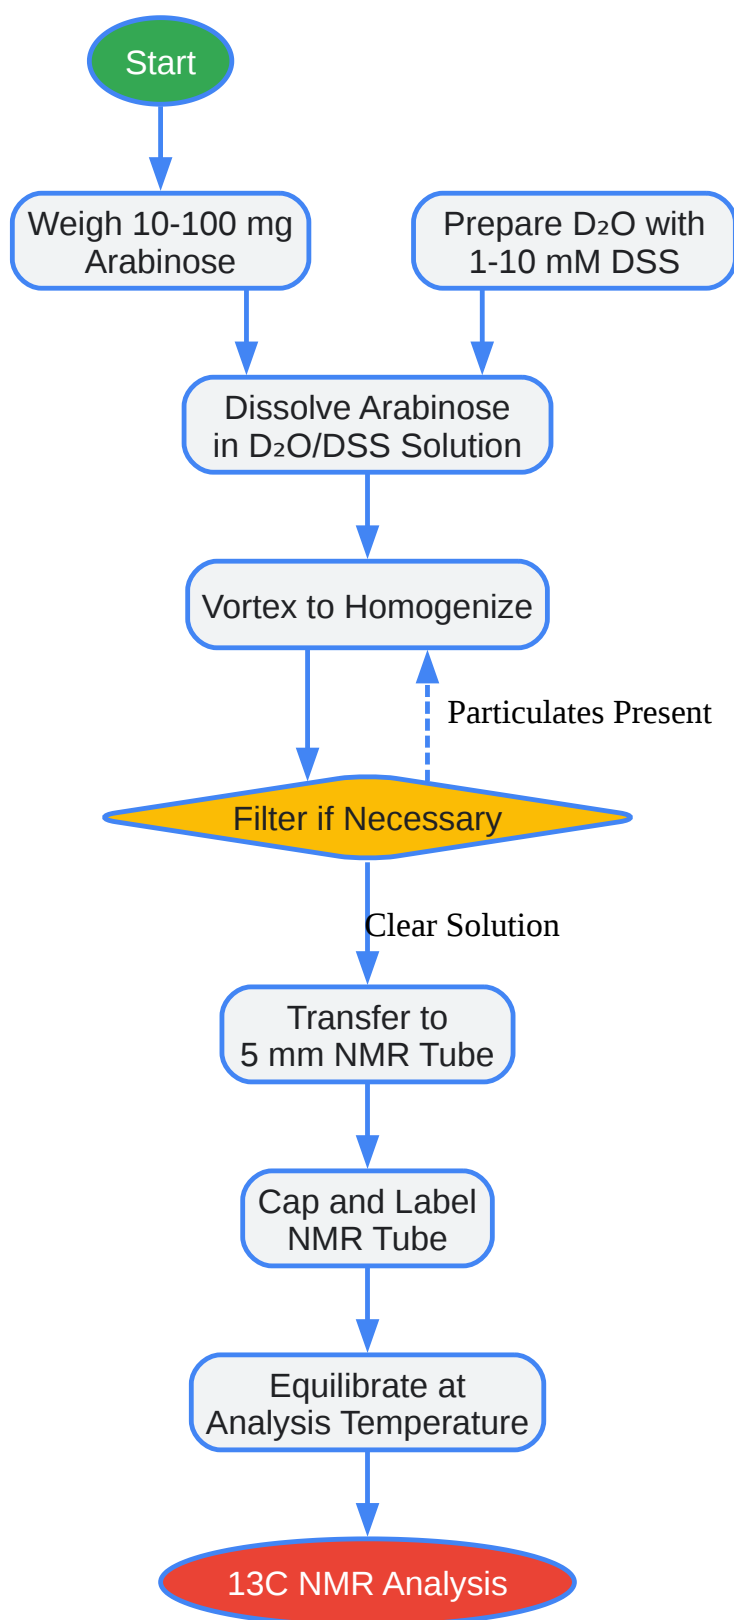 Start
Weigh 10-100 mg
Arabinose
Prepare D₂O with
1-10 mM DSS
Dissolve Arabinose
in D₂O/DSS Solution
Vortex to Homogenize
Particulates Present
Filter if Necessary
Clear Solution
Transfer to
5 mm NMR Tube
Cap and Label
NMR Tube
Equilibrate at
Analysis Temperature
13C NMR Analysis